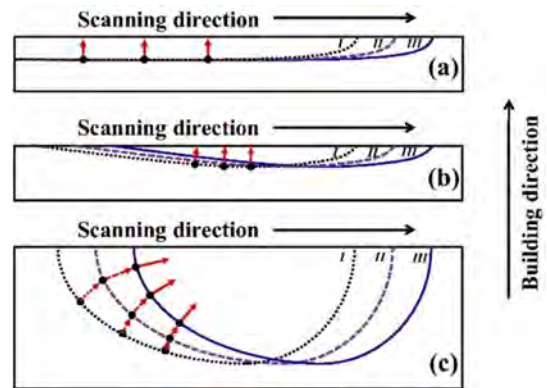 Scanning direction
I II III
(a)
Scanning direction
I II III
(b)
Scanning direction
I II III
(c)
Building direction